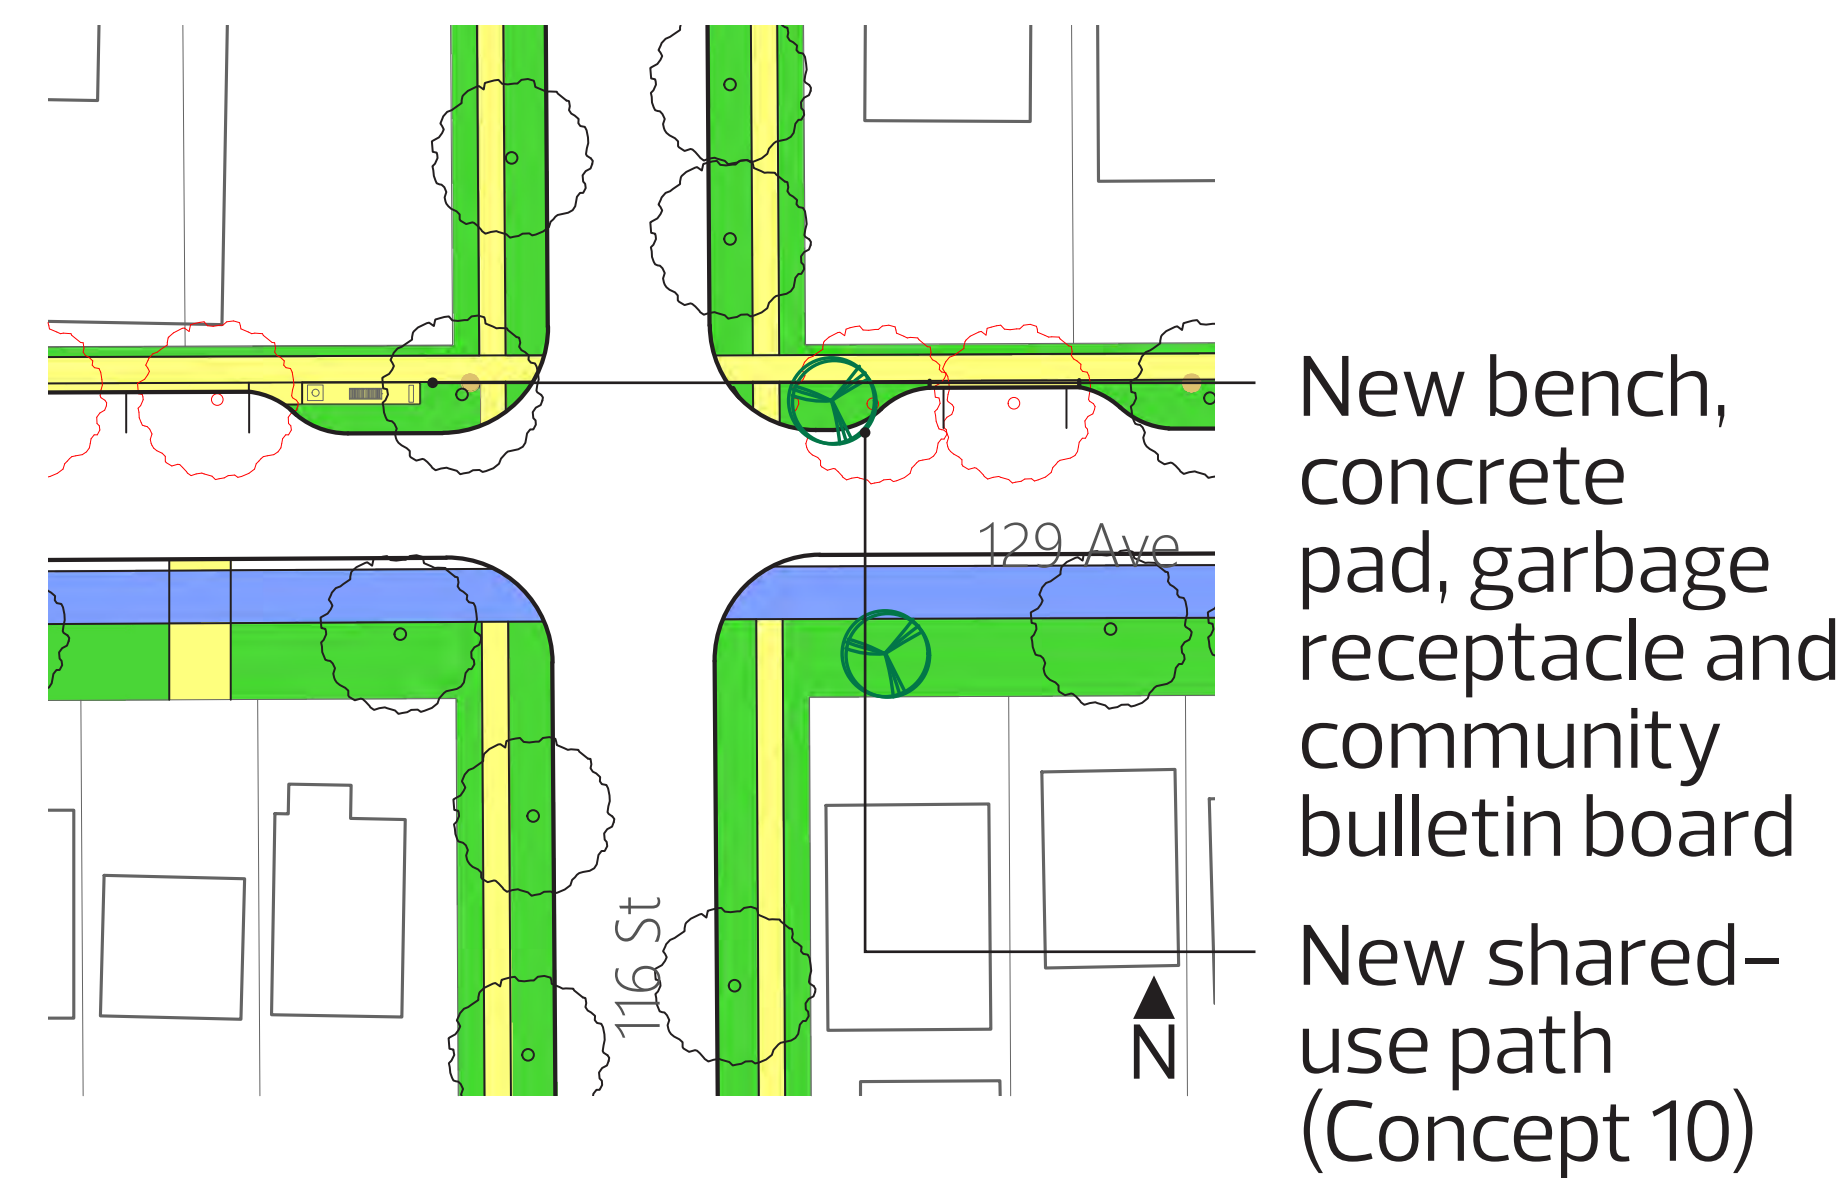 New bench,
concrete
pad, garbage
receptacle and
community
bulletin board
New shared-
use path
(Concept 10)
129 Ave
116 St
N